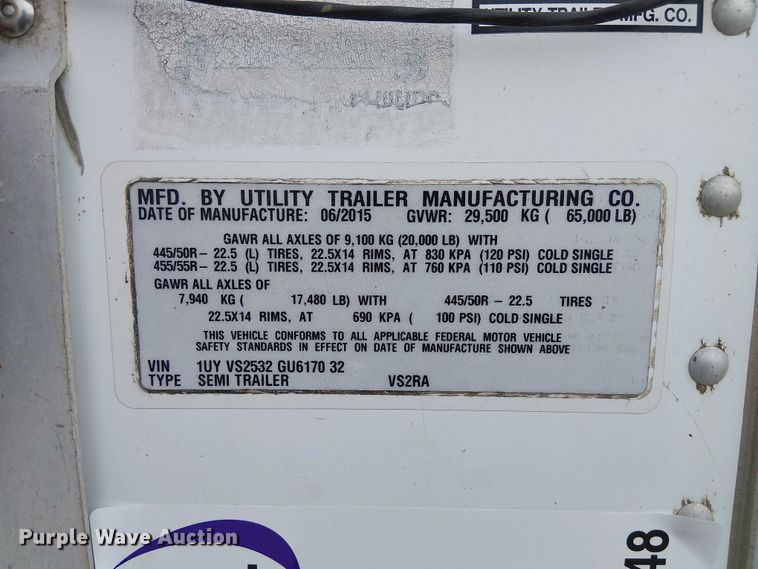 UTILITY TRAILER MFG. CO.
MFD. BY UTILITY TRAILER MANUFACTURING CO.
DATE OF MANUFACTURE: 06/2015 GVWR: 29,500 KG ( 65,000 LB)
GAWR ALL AXLES OF 9,100 KG (20,000 LB) WITH
445/50R- 22.5 (L) TIRES, 22.5X14 RIMS, AT 830 KPA (120 PSI) COLD SINGLE
455/55R- 22.5 (L) TIRES, 22.5X14 RIMS, AT 760 KPA (110 PSI) COLD SINGLE
GAWR ALL AXLES OF
7,940 KG ( 17,480 LB) WITH 445/50R - 22.5 TIRES
22.5X14 RIMS, AT 690 KPA ( 100 PSI) COLD SINGLE
THIS VEHICLE CONFORMS TO ALL APPLICABLE FEDERAL MOTOR VEHICLE
SAFETY STANDARDS IN EFFECT ON DATE OF MANUFACTURE SHOWN ABOVE
VIN 1UY VS2532 GU6170 32
TYPE SEMI TRAILER VS2RA
Purple Wave Auction
48